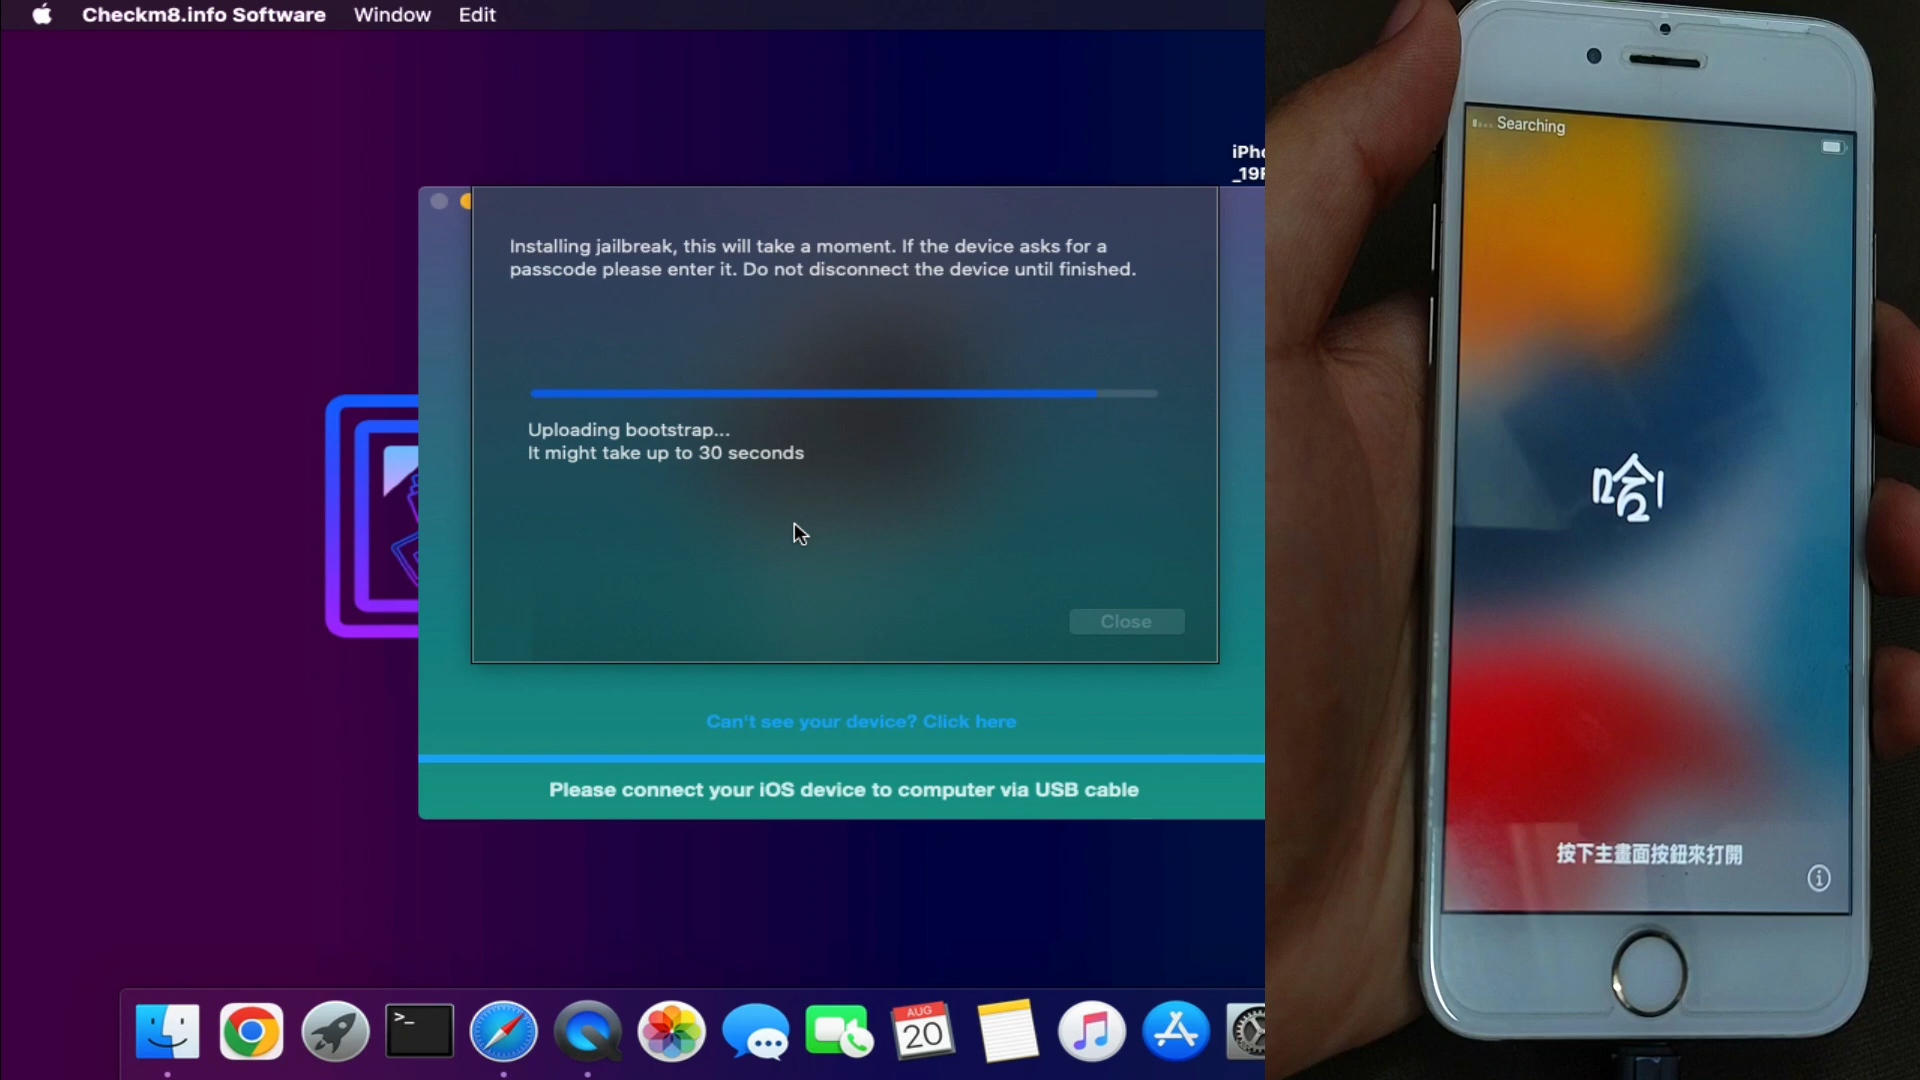 Checkm8.info Software Window Edit
iPho
_19F
Installing jailbreak, this will take a moment. If the device asks for a
passcode please enter it. Do not disconnect the device until finished.
Uploading bootstrap...
It might take up to 30 seconds
Close
Can't see your device? Click here
Please connect your iOS device to computer via USB cable
>_
AUG
20
Searching
哈
按下主畫面按鈕來打開